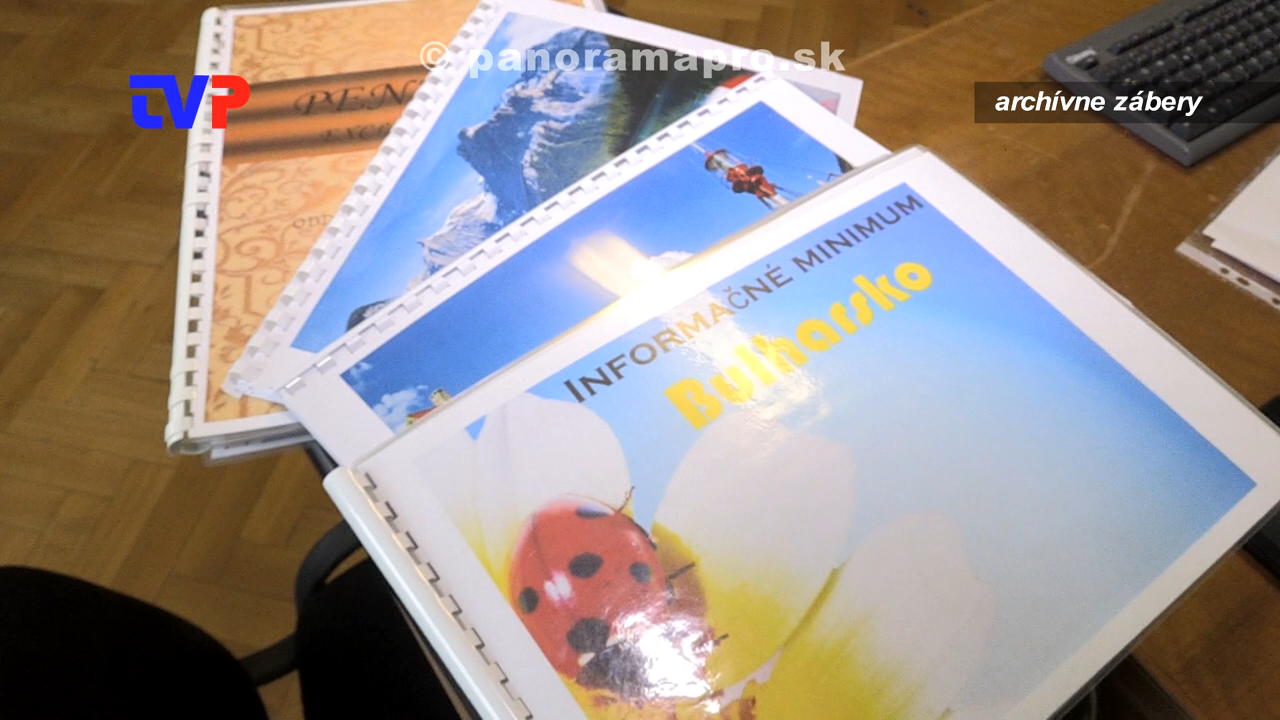 © panoramapro.sk
TVP
archívne zábery
INFORMAČNÉ MINIMUM
Bulharsko